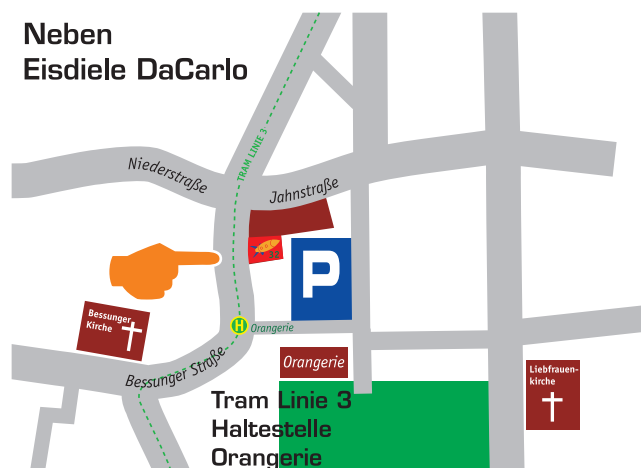 Neben
Eisdiele DaCarlo
TRAM LINIE 3
Niederstraße
Jahnstraße
P
Bessunger
Kirche
H
Orangerie
Bessunger Straße
Orangerie
Liebfrauen-
kirche
Tram Linie 3
Haltestelle
Orangerie